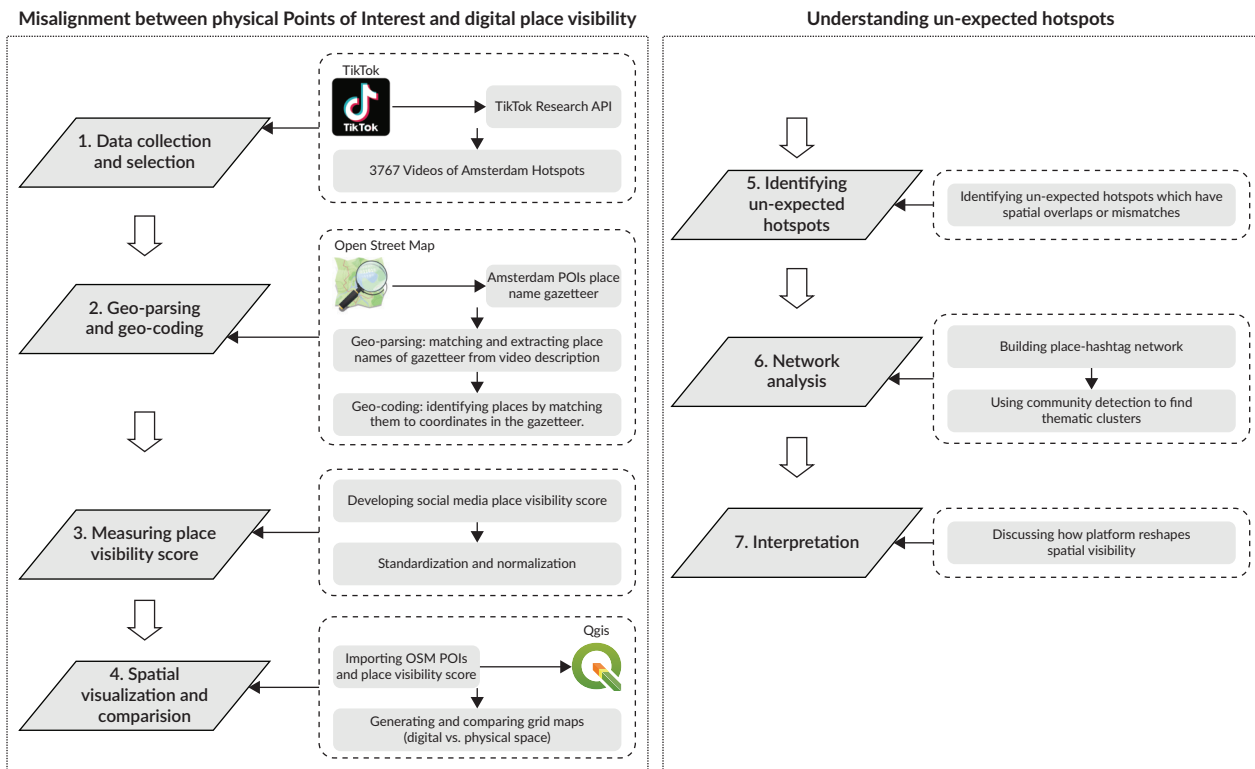 Misalignment between physical Points of Interest and digital place visibility
TikTok
TikTok
TikTok Research API
3767 Videos of Amsterdam Hotspots
1. Data collection
and selection
Open Street Map
Amsterdam POIs place
name gazetteer
Geo-parsing: matching and extracting place
names of gazetteer from video description
Geo-coding: identifying places by matching
them to coordinates in the gazetteer.
2. Geo-parsing
and geo-coding
Developing social media place visibility score
Standardization and normalization
3. Measuring place
visibility score
Qgis
Importing OSM POIs
and place visibility score
Generating and comparing grid maps
(digital vs. physical space)
4. Spatial
visualization and
comparision
Understanding un-expected hotspots
5. Identifying
un-expected
hotspots
Identifying un-expected hotspots which have
spatial overlaps or mismatches
6. Network
analysis
Building place-hashtag network
Using community detection to find
thematic clusters
7. Interpretation
Discussing how platform reshapes
spatial visibility